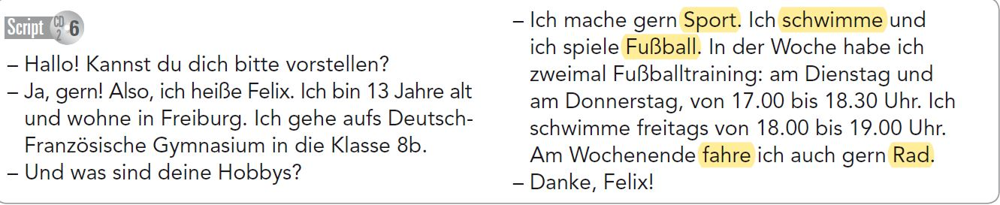 Script CD 2 6
– Hallo! Kannst du dich bitte vorstellen?
– Ja, gern! Also, ich heiße Felix. Ich bin 13 Jahre alt
und wohne in Freiburg. Ich gehe aufs Deutsch-
Französische Gymnasium in die Klasse 8b.
– Und was sind deine Hobbys?
– Ich mache gern Sport. Ich schwimme und
ich spiele Fußball. In der Woche habe ich
zweimal Fußballtraining: am Dienstag und
am Donnerstag, von 17.00 bis 18.30 Uhr. Ich
schwimme freitags von 18.00 bis 19.00 Uhr.
Am Wochenende fahre ich auch gern Rad.
– Danke, Felix!